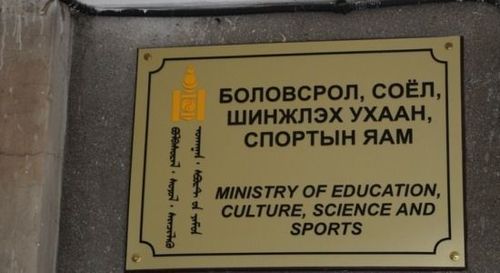 БОЛОВСРОЛ, СОЁЛ,
ШИНЖЛЭХ УХААН,
СПОРТЫН ЯАМ
MINISTRY OF EDUCATION,
CULTURE, SCIENCE AND
SPORTS